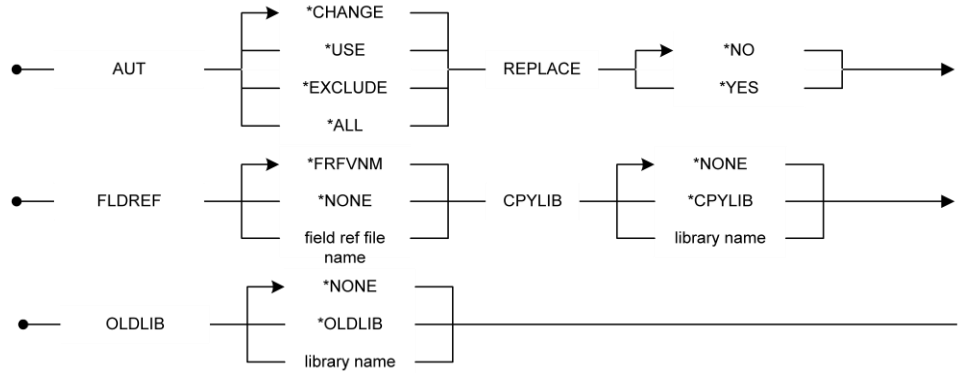 *CHANGE
AUT
*USE
*EXCLUDE
*ALL
REPLACE
*NO
*YES
FLDREF
*FRFVNM
*NONE
field ref file
name
CPYLIB
*NONE
*CPYLIB
library name
OLDLIB
*NONE
*OLDLIB
library name